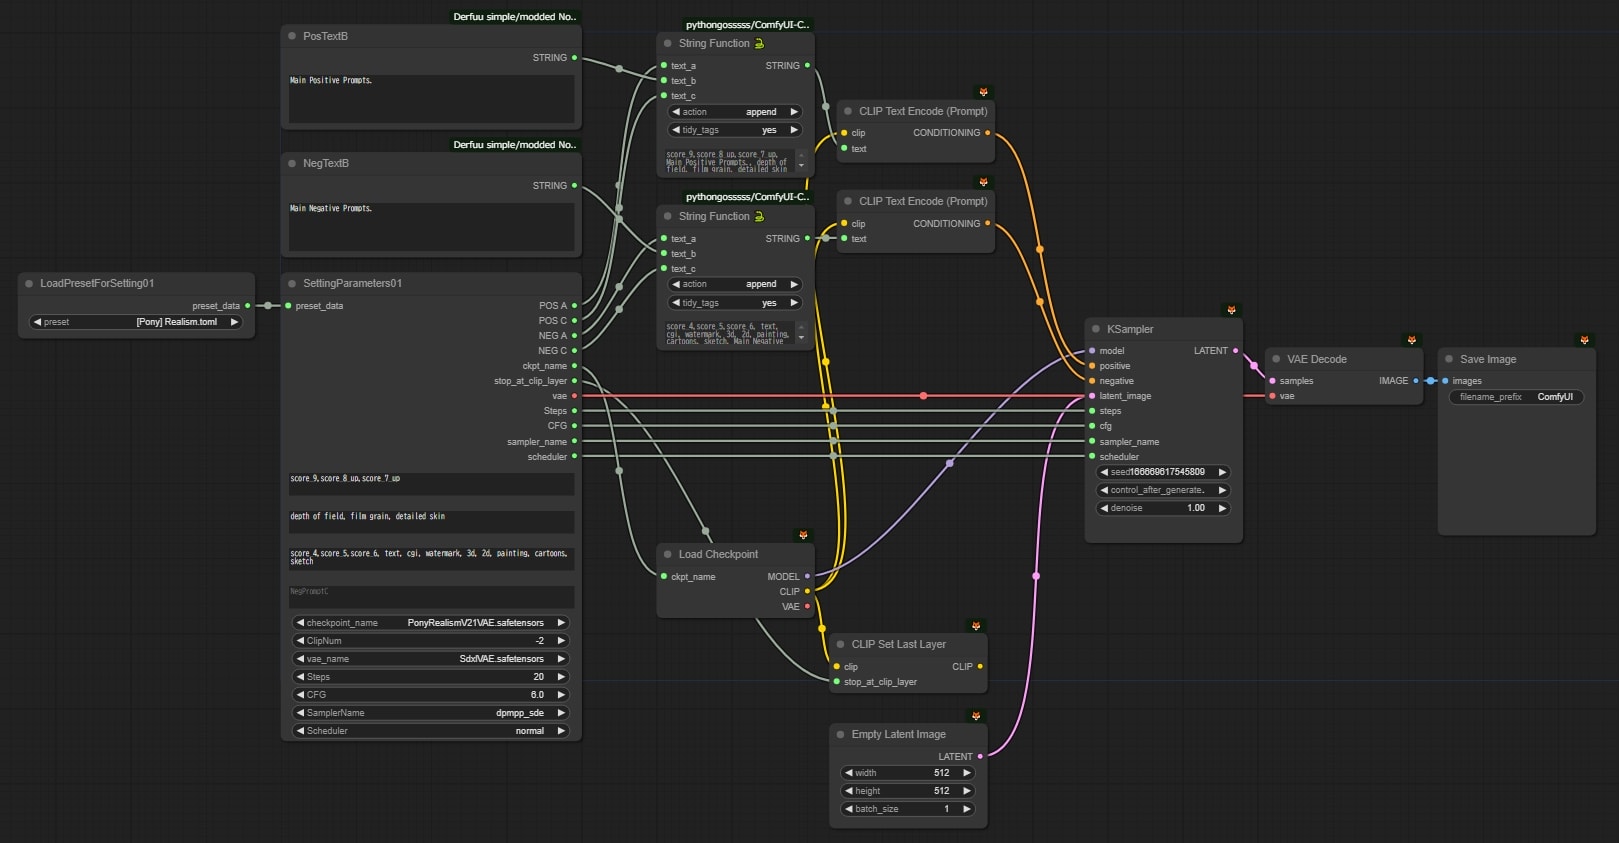 Derfuu simple/modded No..
PosTextB
STRING
Main Positive Prompts.
Derfuu simple/modded No..
NegTextB
STRING
Main Negative Prompts.
LoadPresetForSetting01
preset_data
preset
[Pony] Realism.toml
SettingParameters01
preset_data
POS A
POS C
NEG A
NEG C
ckpt_name
stop_at_clip_layer
vae
Steps
CFG
sampler_name
scheduler
score_9,score_8_up,score_7_up
depth of field, film grain, detailed skin
score_4,score_5,score_6, text, cgi, watermark, 3d, 2d, painting, cartoons,
sketch
NegPromptC
checkpoint_name PonyRealismV21VAE.safetensors
ClipNum -2
vae_name SdxlVAE.safetensors
Steps 20
CFG 6.0
SamplerName dpmpp_sde
Scheduler normal
pythongosssss/ComfyUI-C..
String Function
text_a STRING
text_b
text_c
action append
tidy_tags yes
score_9,score_8_up,score_7_up,
Main Positive Prompts., depth of
field, film grain, detailed skin
pythongosssss/ComfyUI-C..
String Function
text_a STRING
text_b
text_c
action append
tidy_tags yes
score_4,score_5,score_6, text,
cgi, watermark, 3d, 2d, painting,
cartoons, sketch, Main Negative
CLIP Text Encode (Prompt)
clip CONDITIONING
text
CLIP Text Encode (Prompt)
clip CONDITIONING
text
Load Checkpoint
ckpt_name MODEL
CLIP
VAE
CLIP Set Last Layer
clip CLIP
stop_at_clip_layer
Empty Latent Image
LATENT
width 512
height 512
batch_size 1
KSampler
model LATENT
positive
negative
latent_image
steps
cfg
sampler_name
scheduler
seed 166669617545809
control_after_generate.
denoise 1.00
VAE Decode
samples IMAGE
vae
Save Image
images
filename_prefix ComfyUI